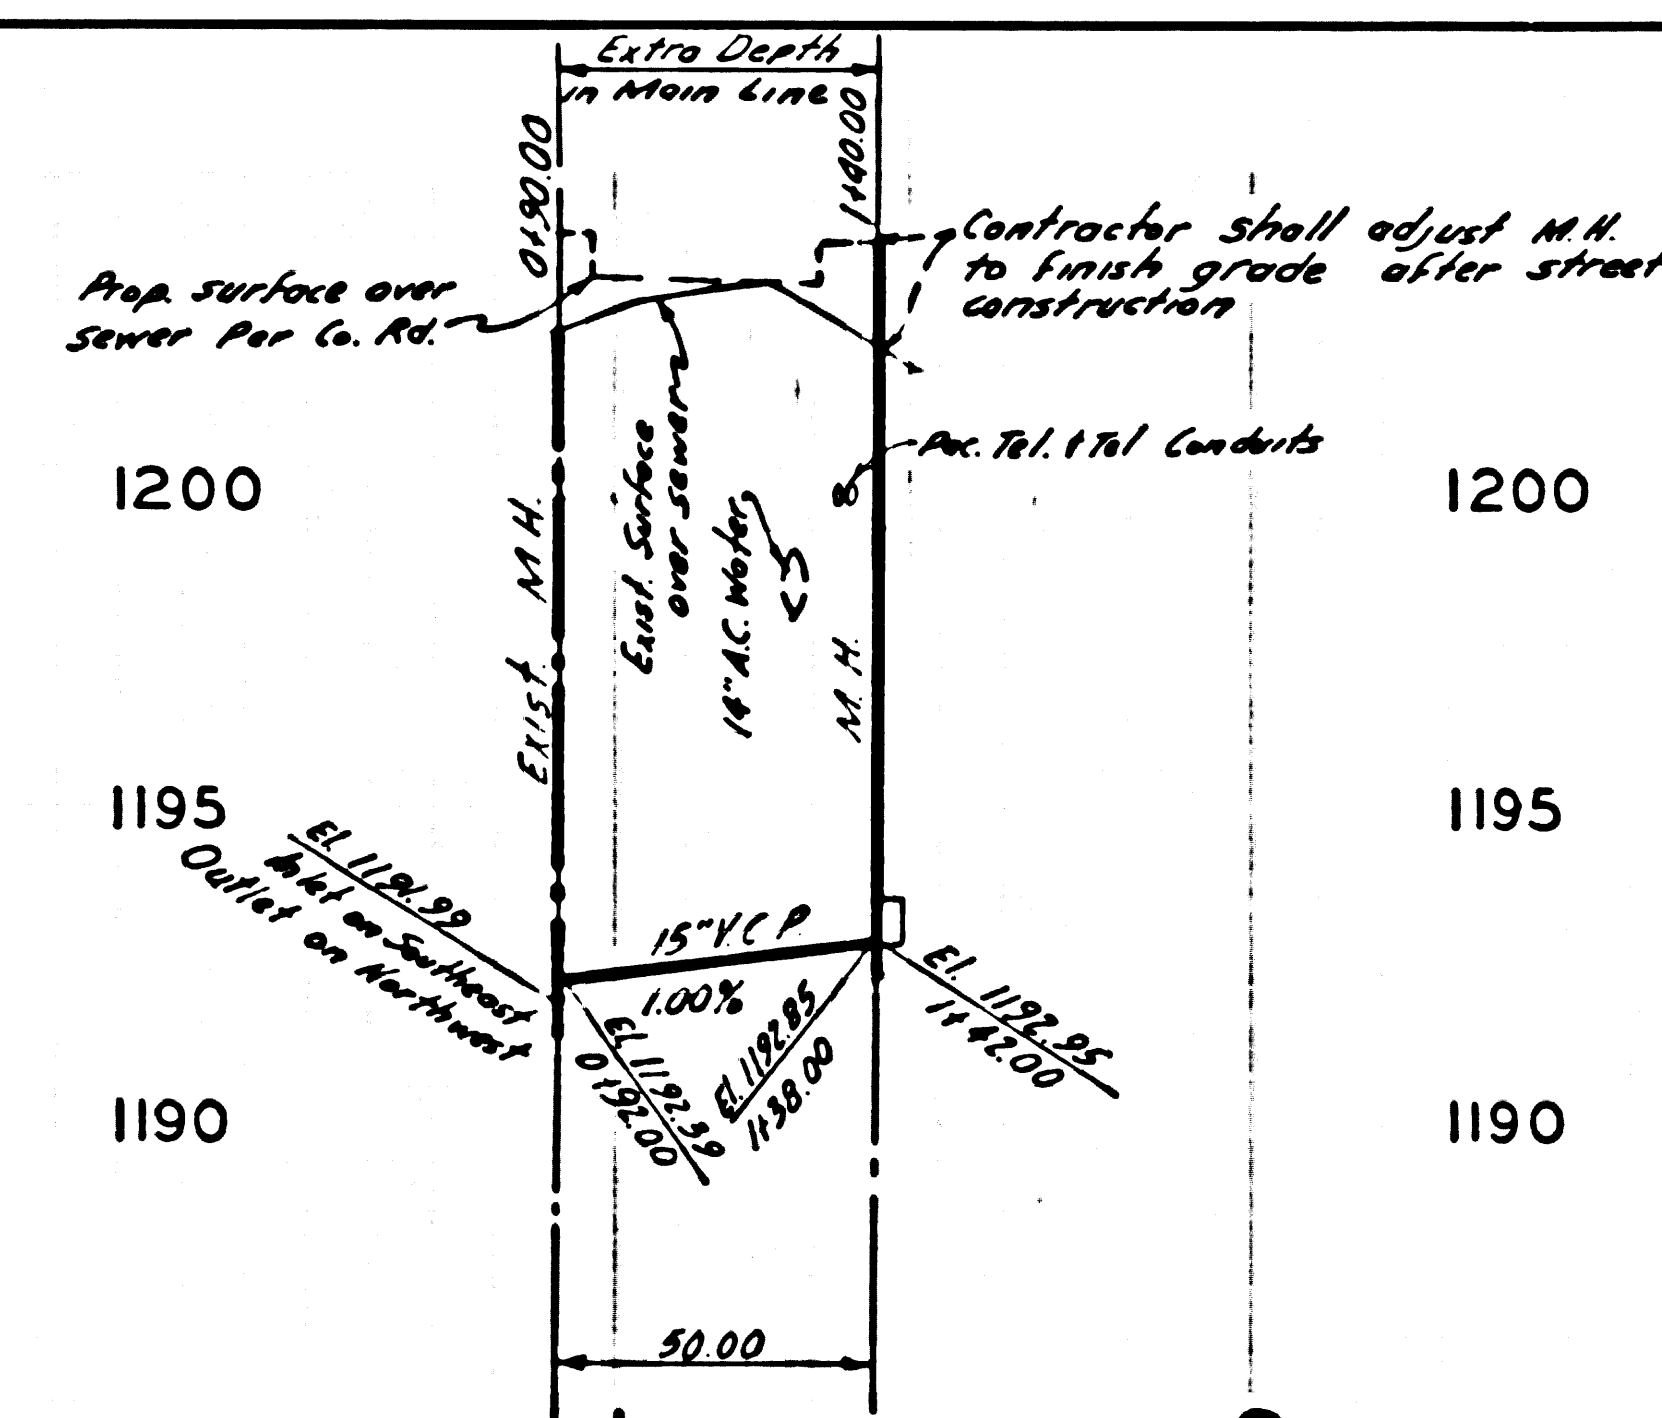 Extra Depth
in Main Line
0+90.00
1+40.00
Contractor shall adjust M.H.
to finish grade after street
construction
Prop. surface over
sewer Per Co. Rd.
Exist. Surface
over sewer
Pac. Tel. & Tel Conduits
1200
1200
Exist. M.H.
14" A.C. Water
M.H.
1195
1195
El. 1191.99
Inlet on Southeast
Outlet on Northwest
15" V.C.P.
1.00%
El. 1192.39
0+92.00
El. 1192.85
1+38.00
El. 1192.95
1+42.00
1190
1190
50.00